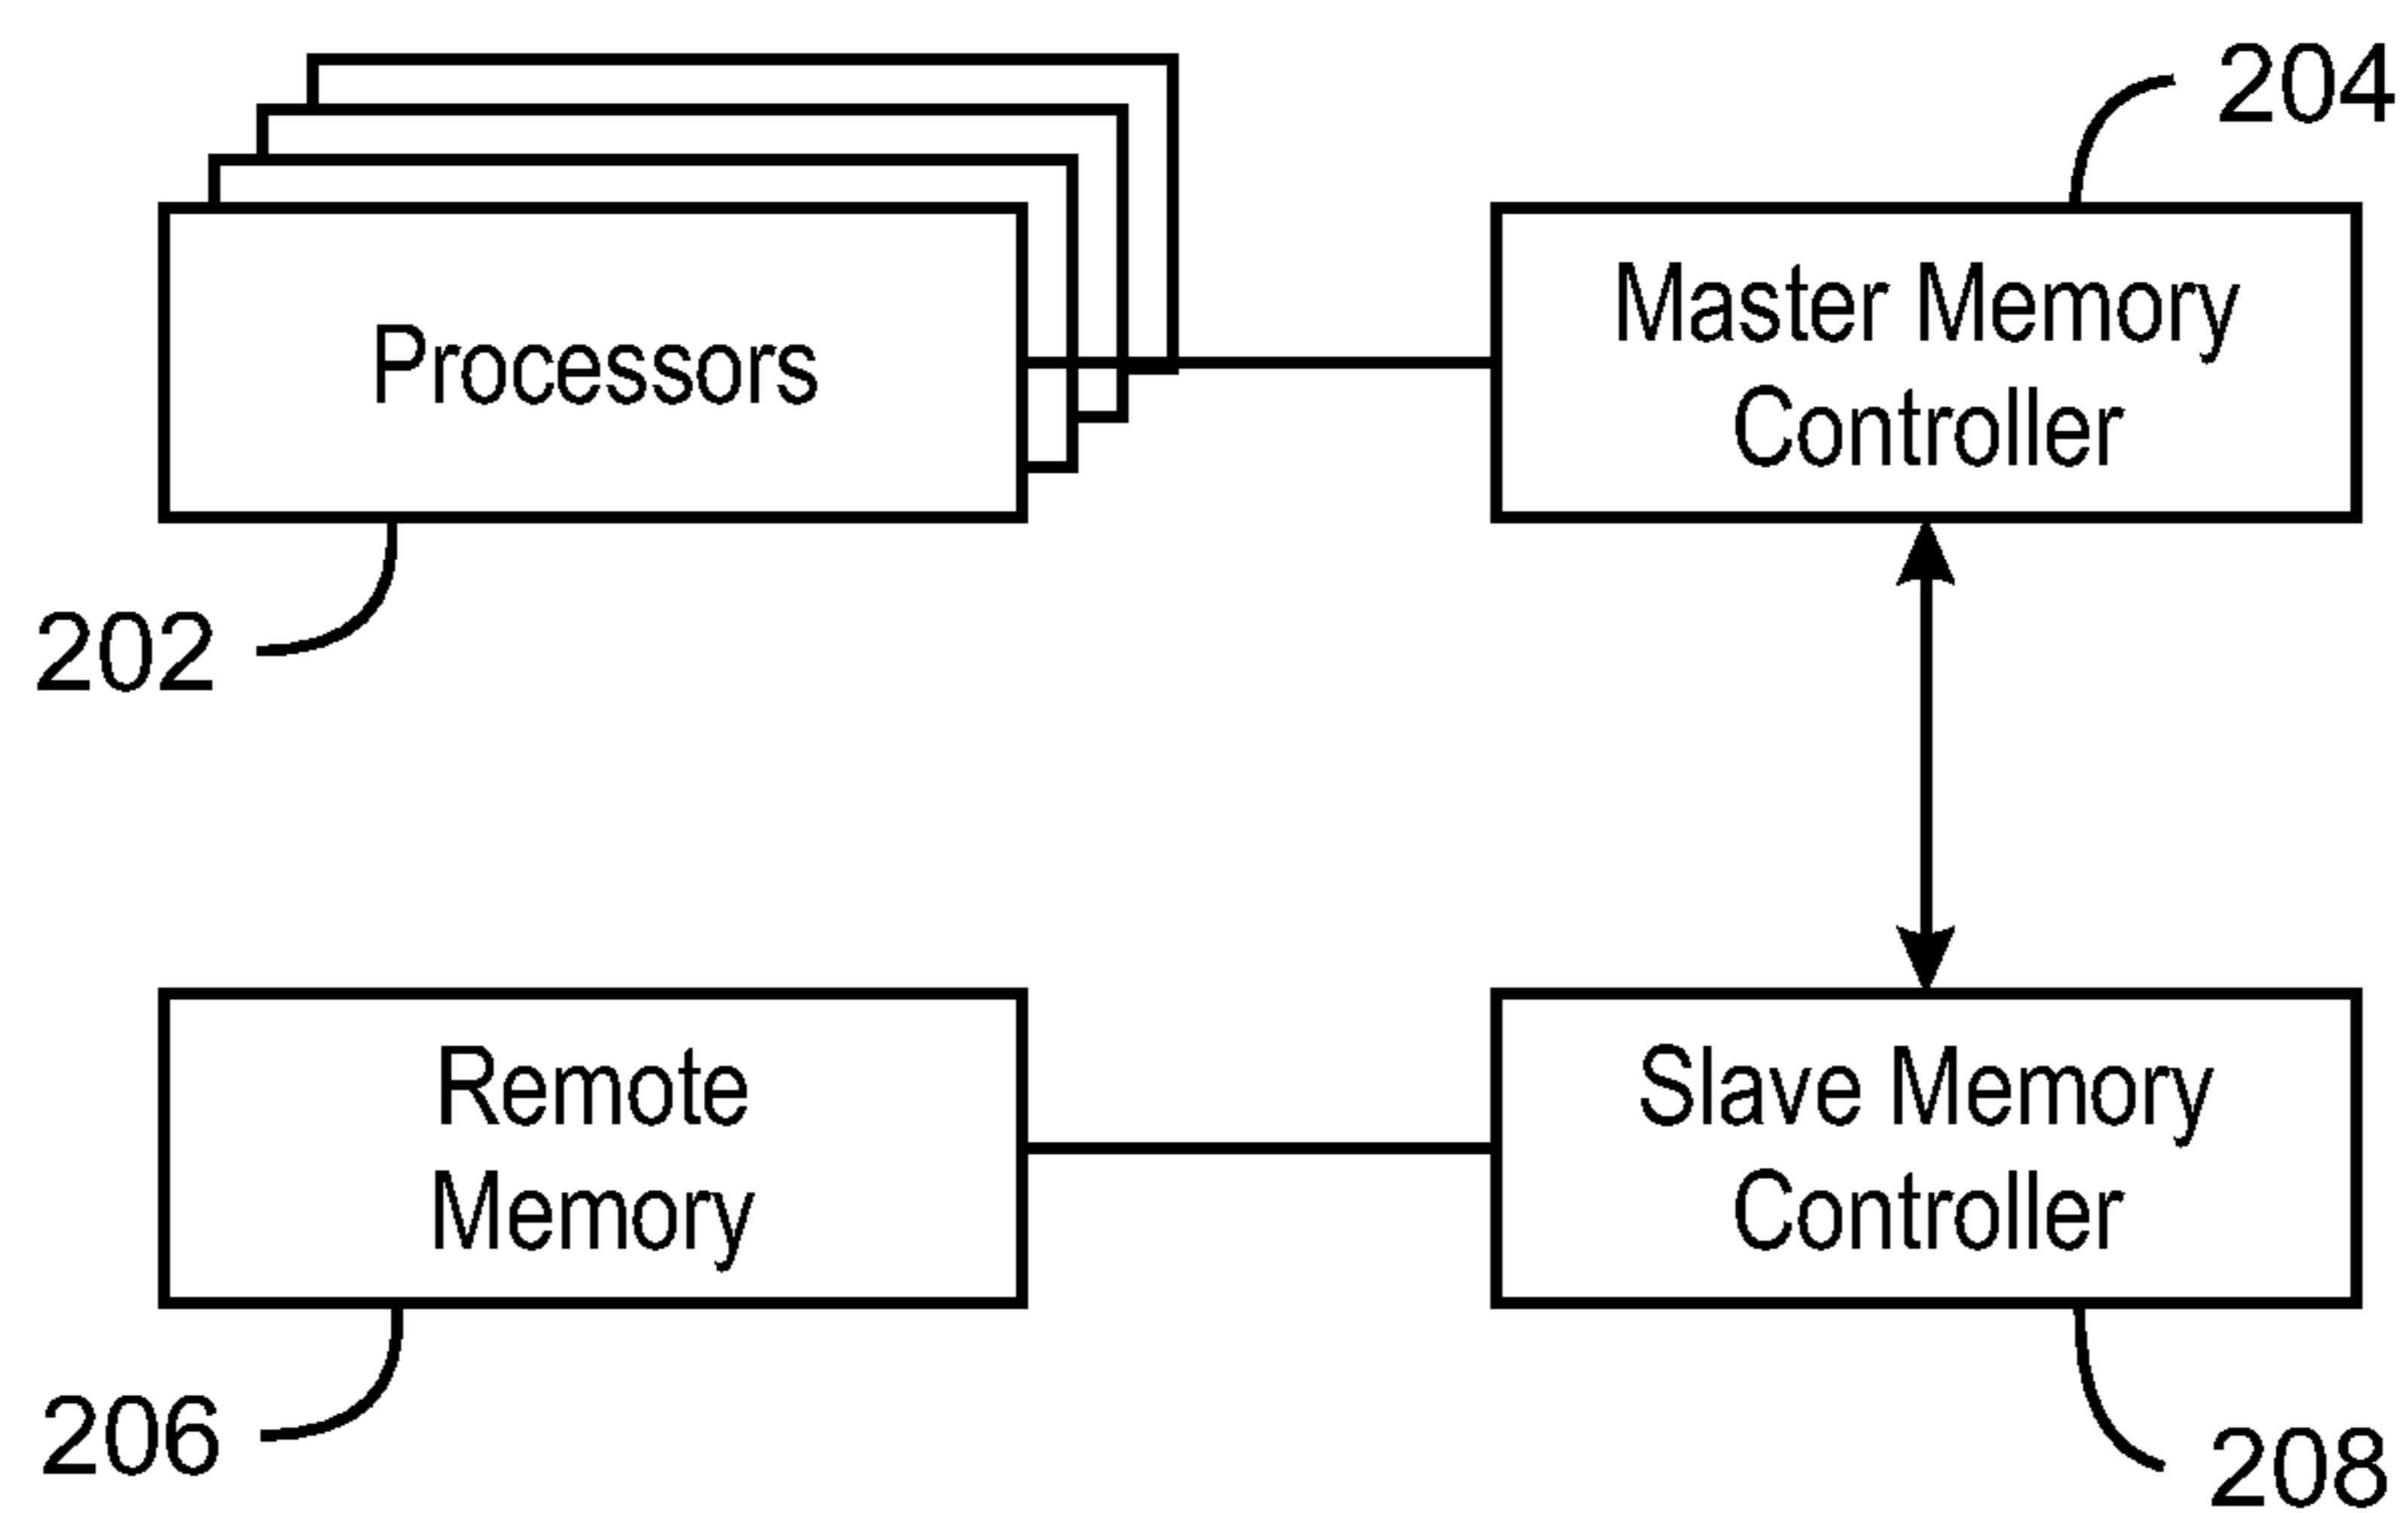 204
Processors
Master Memory
Controller
202
Remote
Memory
Slave Memory
Controller
206
208